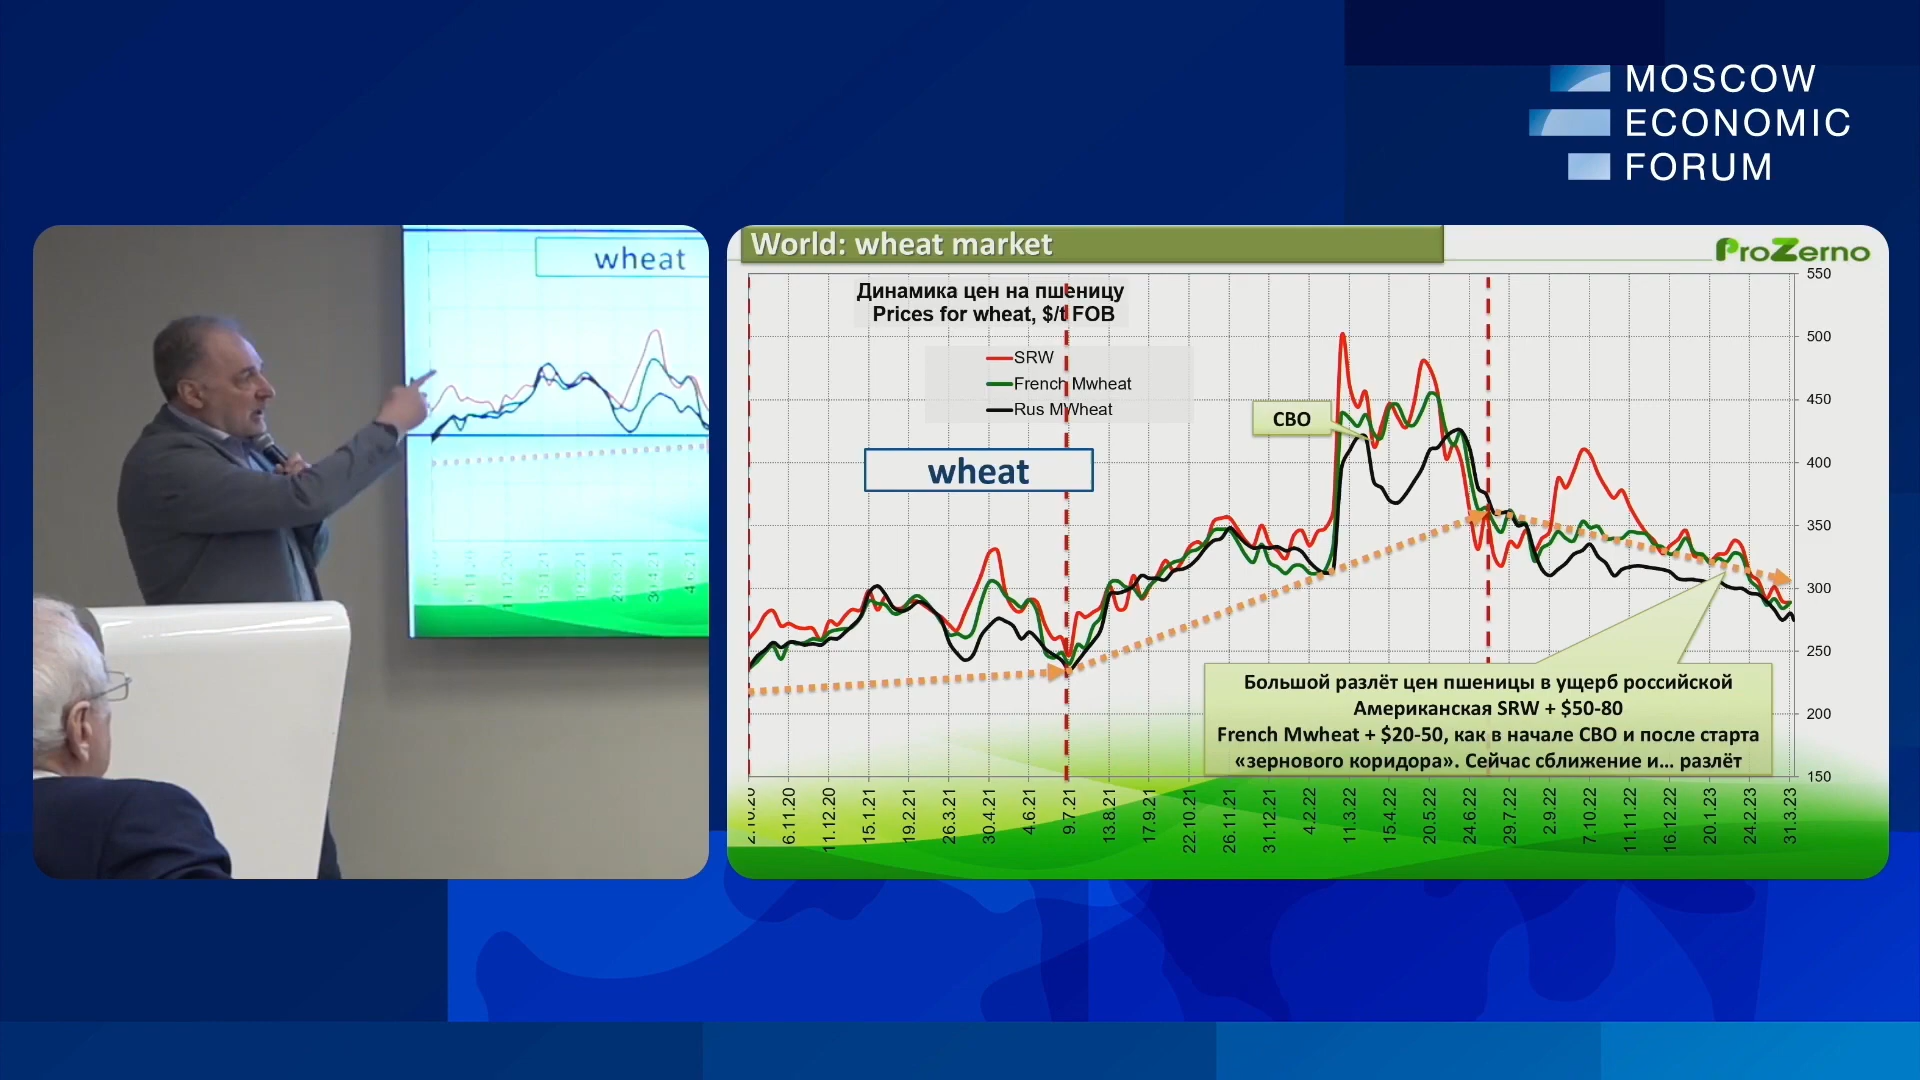 MOSCOW
ECONOMIC
FORUM
wheat
World: wheat market
ProZerno
Динамика цен на пшеницу
Prices for wheat, $/t FOB
SRW
French Mwheat
Rus MWheat
wheat
СВО
Большой разлёт цен пшеницы в ущерб российской
Американская SRW + $50-80
French Mwheat + $20-50, как в начале СВО и после старта
«зернового коридора». Сейчас сближение и... разлёт
550
500
450
400
350
300
250
200
150
2.10.20
6.11.20
11.12.20
15.1.21
19.2.21
26.3.21
30.4.21
4.6.21
9.7.21
13.8.21
17.9.21
22.10.21
26.11.21
31.12.21
4.2.22
11.3.22
15.4.22
20.5.22
24.6.22
29.7.22
2.9.22
7.10.22
11.11.22
16.12.22
20.1.23
24.2.23
31.3.23